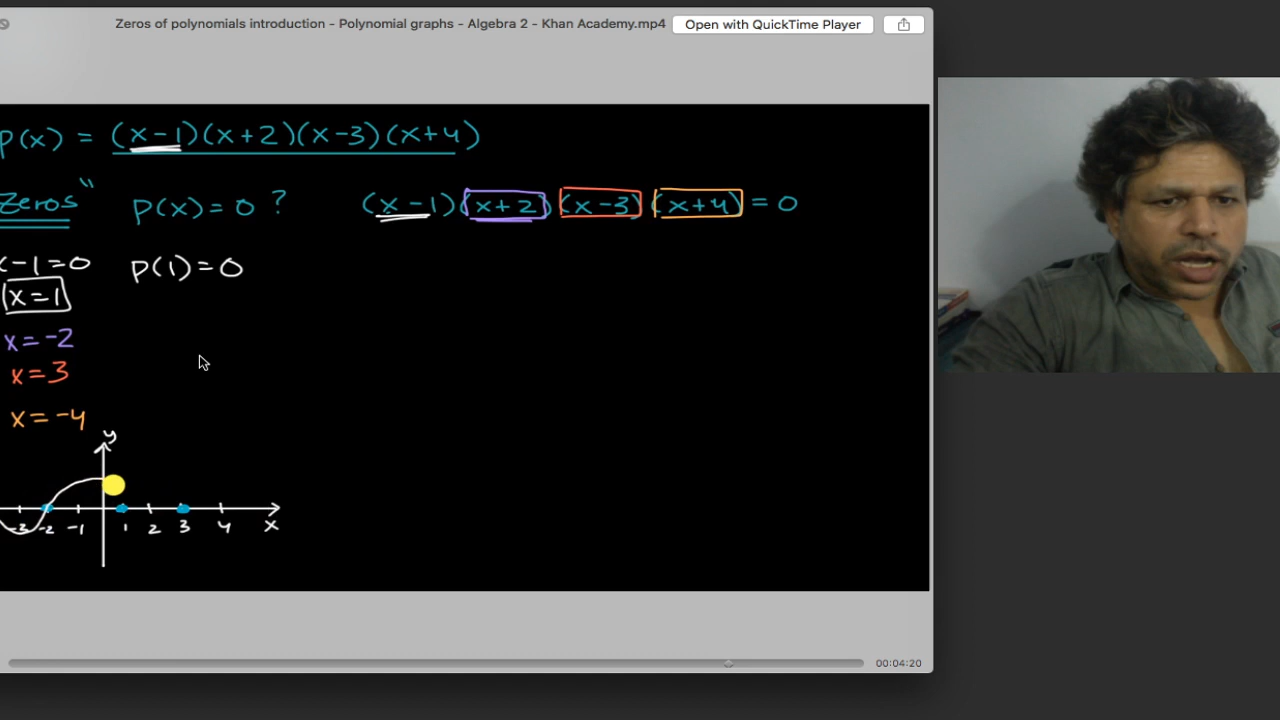 Zeros of polynomials introduction - Polynomial graphs - Algebra 2 - Khan Academy.mp4 Open with QuickTime Player
p(x) = (x-1)(x+2)(x-3)(x+4)
Zeros" p(x)=0 ? (x-1)(x+2)(x-3)(x+4) = 0
x-1=0 p(1)=0
x=1
x=-2
x=3
x=-4
y
-3 -2 -1 1 2 3 4 x
00:04:20